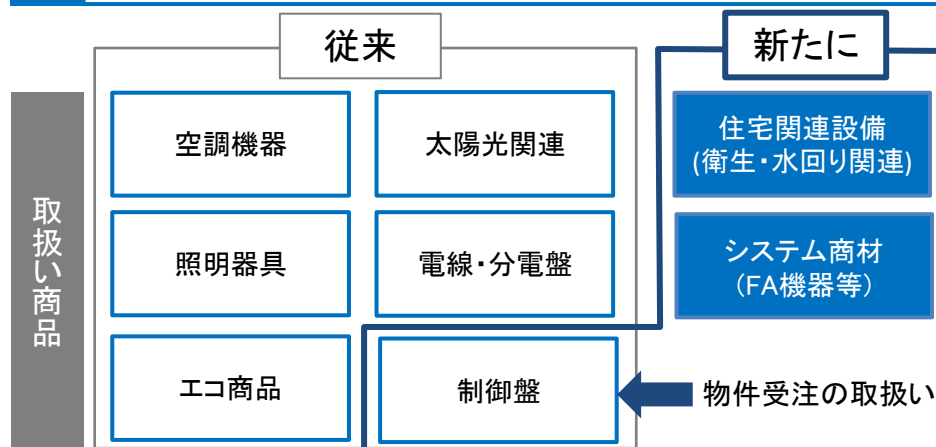 従来
新たに
取扱い商品
空調機器
太陽光関連
住宅関連設備
(衛生・水回り関連)
照明器具
電線・分電盤
システム商材
（FA機器等）
エコ商品
制御盤
物件受注の取扱い